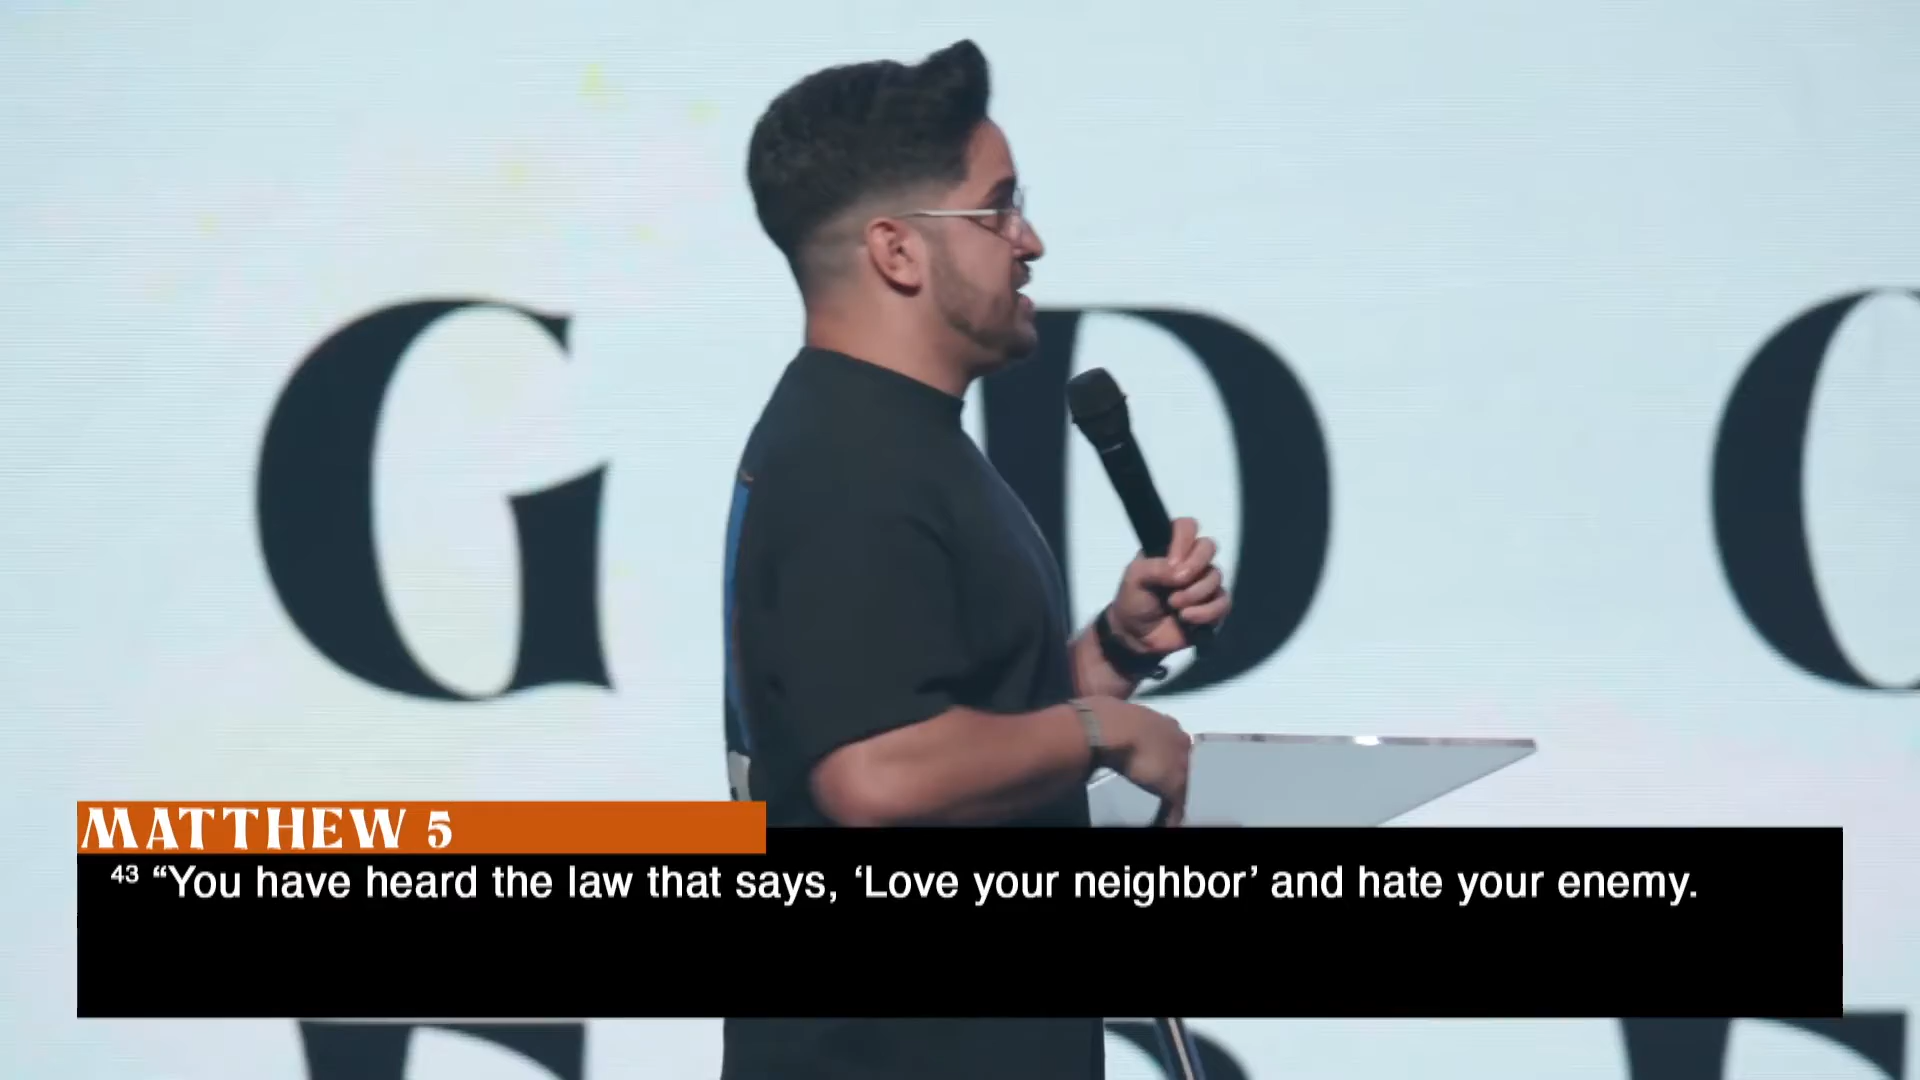 G D C
MATTHEW 5
43 “You have heard the law that says, ‘Love your neighbor’ and hate your enemy.